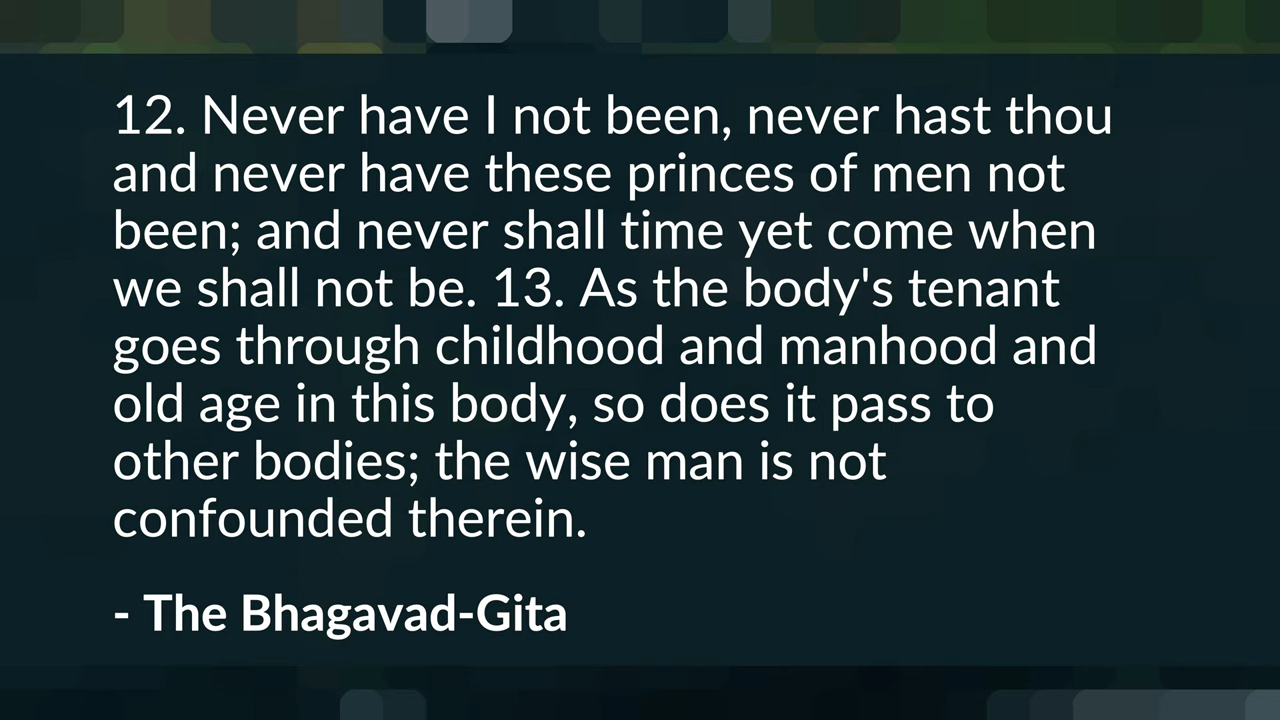 12. Never have I not been, never hast thou
and never have these princes of men not
been; and never shall time yet come when
we shall not be. 13. As the body's tenant
goes through childhood and manhood and
old age in this body, so does it pass to
other bodies; the wise man is not
confounded therein.
- The Bhagavad-Gita